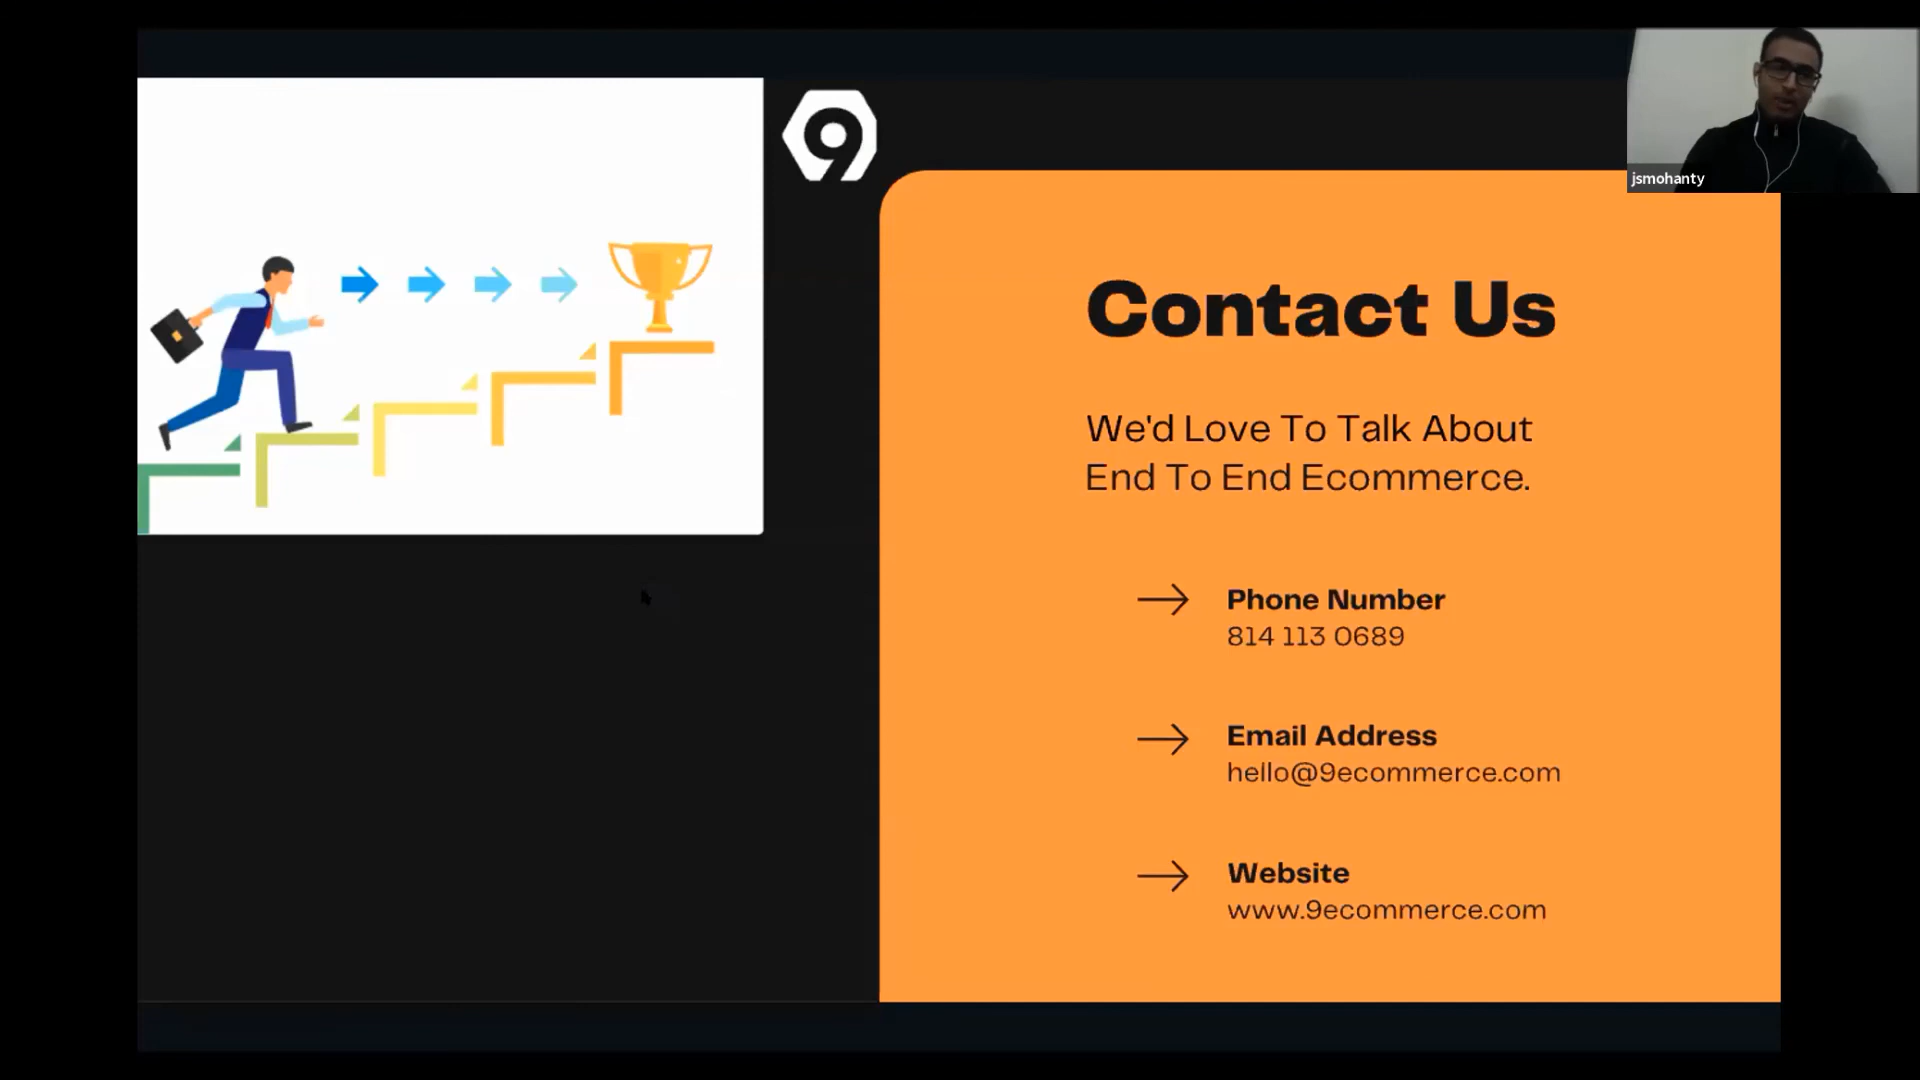 9
jsmohanty
Contact Us
We'd Love To Talk About
End To End Ecommerce.
Phone Number
814 113 0689
Email Address
hello@9ecommerce.com
Website
www.9ecommerce.com